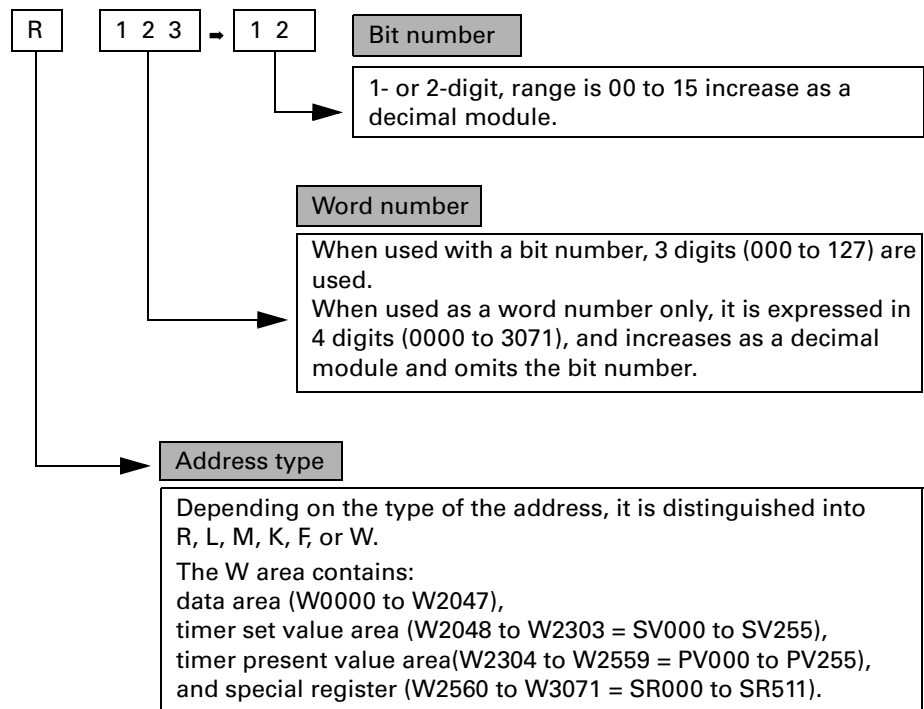 R 1 2 3 ➡ 1 2 Bit number
1- or 2-digit, range is 00 to 15 increase as a
decimal module.
Word number
When used with a bit number, 3 digits (000 to 127) are
used.
When used as a word number only, it is expressed in
4 digits (0000 to 3071), and increases as a decimal
module and omits the bit number.
Address type
Depending on the type of the address, it is distinguished into
R, L, M, K, F, or W.
The W area contains:
data area (W0000 to W2047),
timer set value area (W2048 to W2303 = SV000 to SV255),
timer present value area(W2304 to W2559 = PV000 to PV255),
and special register (W2560 to W3071 = SR000 to SR511).